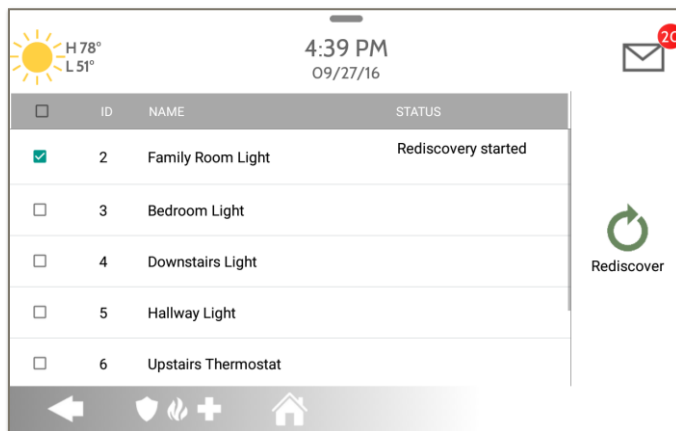 H 78°
L 51°
4:39 PM
09/27/16
20
ID NAME STATUS
2 Family Room Light Rediscovery started
3 Bedroom Light
4 Downstairs Light
5 Hallway Light
6 Upstairs Thermostat
Rediscover